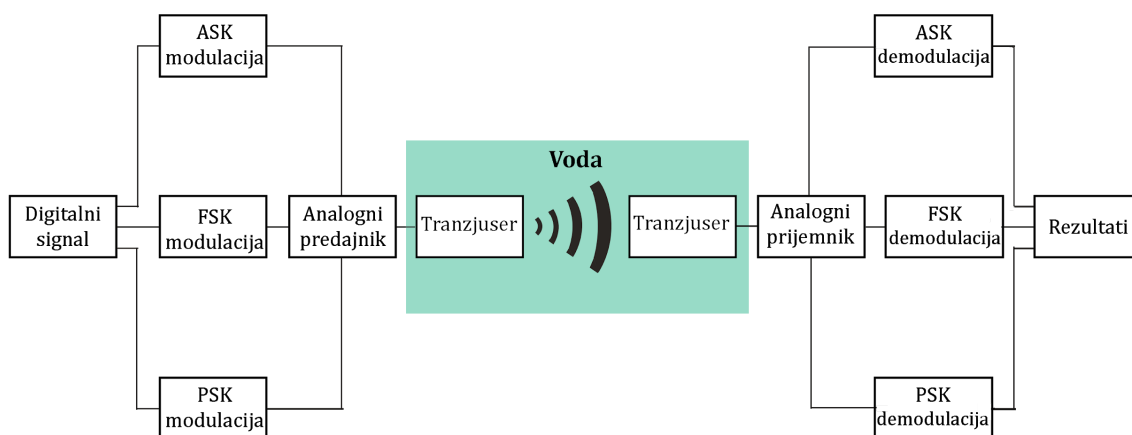 ASK
modulacija
ASK
demodulacija
Voda
Digitalni
signal
FSK
modulacija
Analogni
predajnik
Tranzjuser
Tranzjuser
Analogni
prijemnik
FSK
demodulacija
Rezultati
PSK
modulacija
PSK
demodulacija